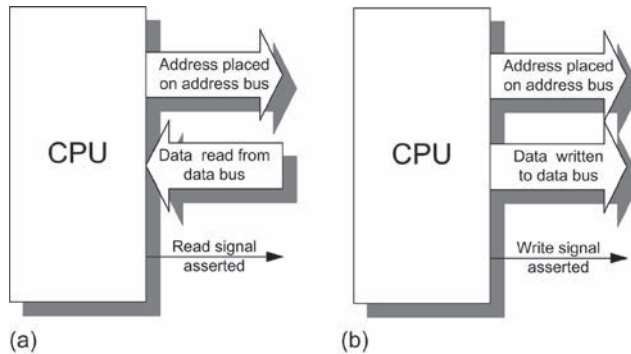 CPU
Address placed
on address bus
Data read from
data bus
Read signal
asserted
(a)
CPU
Address placed
on address bus
Data written
to data bus
Write signal
asserted
(b)